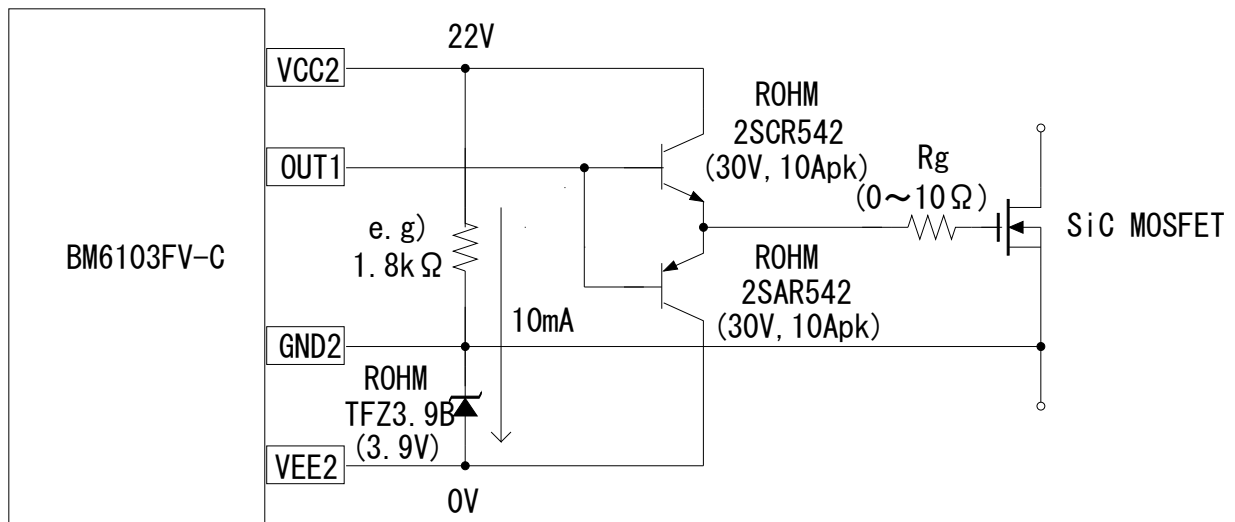 22V
VCC2
ROHM
2SCR542
(30V, 10Apk)
OUT1
Rg
(0～10Ω)
SiC MOSFET
e.g)
1.8kΩ
BM6103FV-C
ROHM
2SAR542
(30V, 10Apk)
10mA
GND2
ROHM
TFZ3.9B
(3.9V)
VEE2
0V